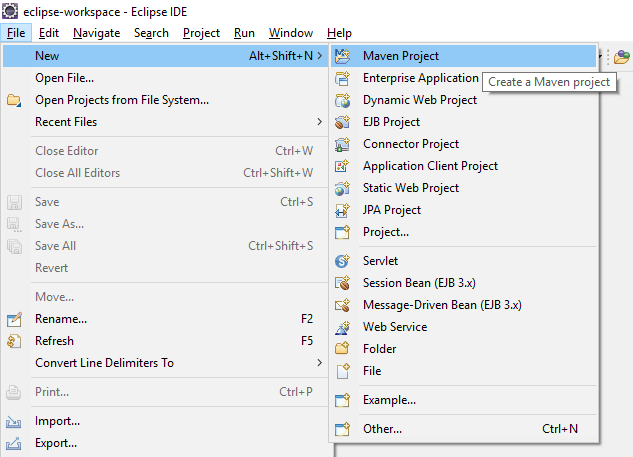 eclipse-workspace - Eclipse IDE
File Edit Navigate Search Project Run Window Help
New Alt+Shift+N
Open File...
Open Projects from File System...
Recent Files
Close Editor Ctrl+W
Close All Editors Ctrl+Shift+W
Save Ctrl+S
Save As...
Save All Ctrl+Shift+S
Revert
Move...
Rename... F2
Refresh F5
Convert Line Delimiters To
Print... Ctrl+P
Import...
Export...
Maven Project
Enterprise Application
Create a Maven project
Dynamic Web Project
EJB Project
Connector Project
Application Client Project
Static Web Project
JPA Project
Project...
Servlet
Session Bean (EJB 3.x)
Message-Driven Bean (EJB 3.x)
Web Service
Folder
File
Example...
Other... Ctrl+N